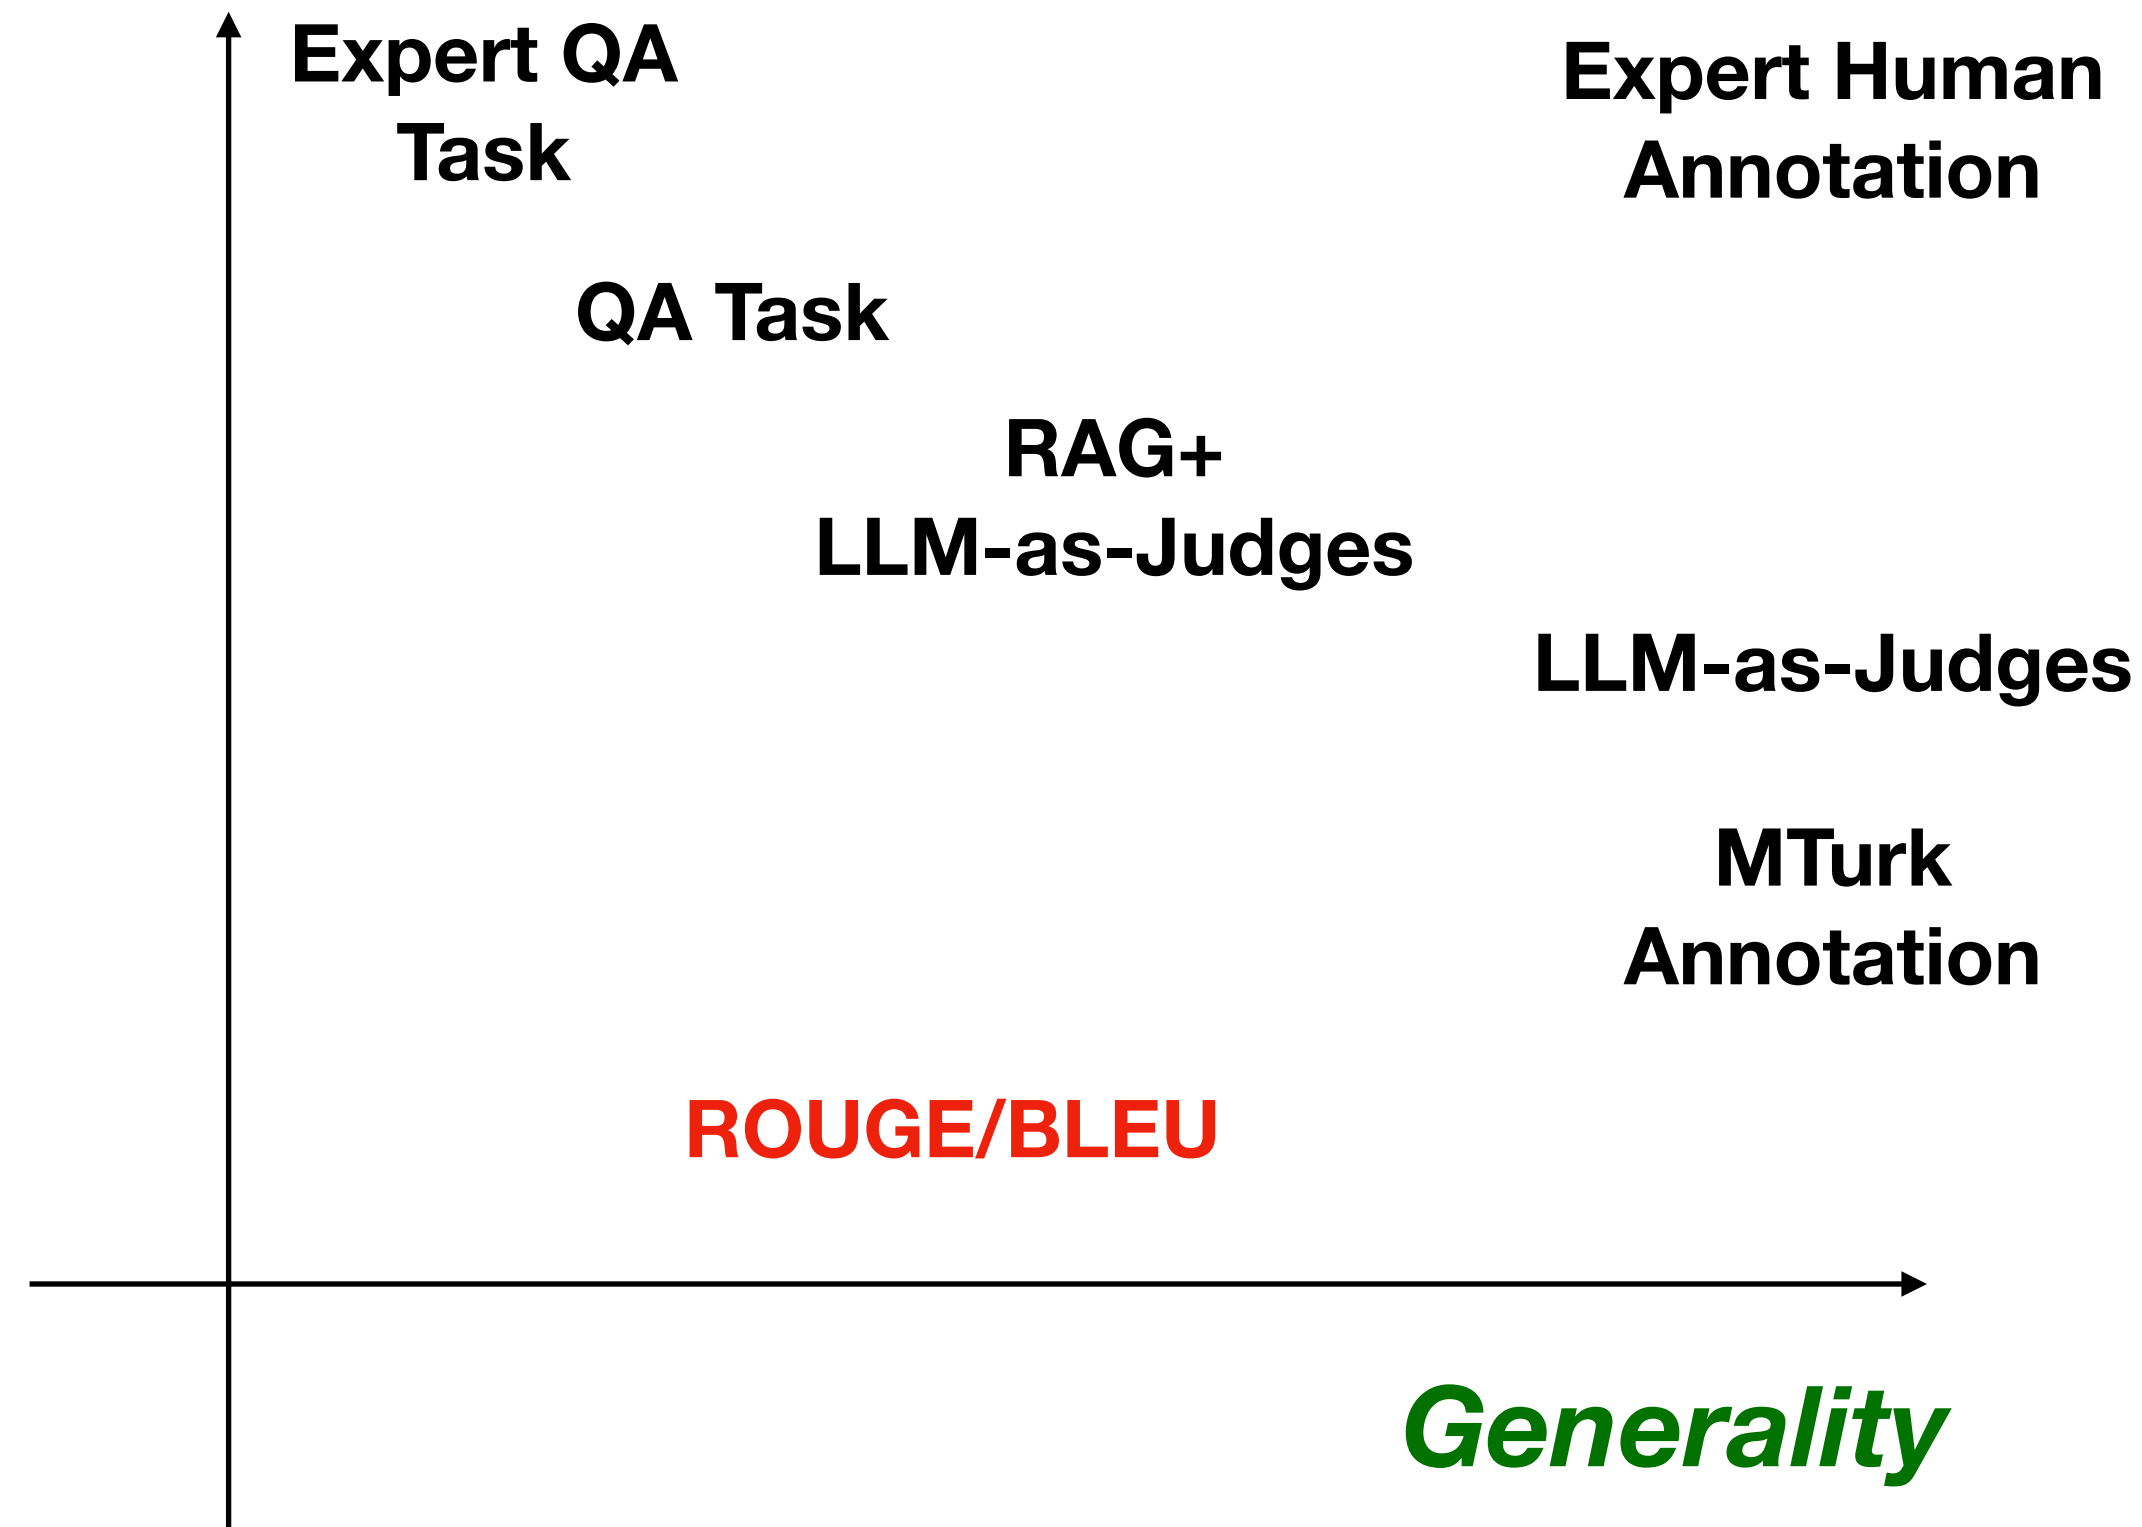 Expert QA
Task
Expert Human
Annotation
QA Task
RAG+
LLM-as-Judges
LLM-as-Judges
MTurk
Annotation
ROUGE/BLEU
Generality